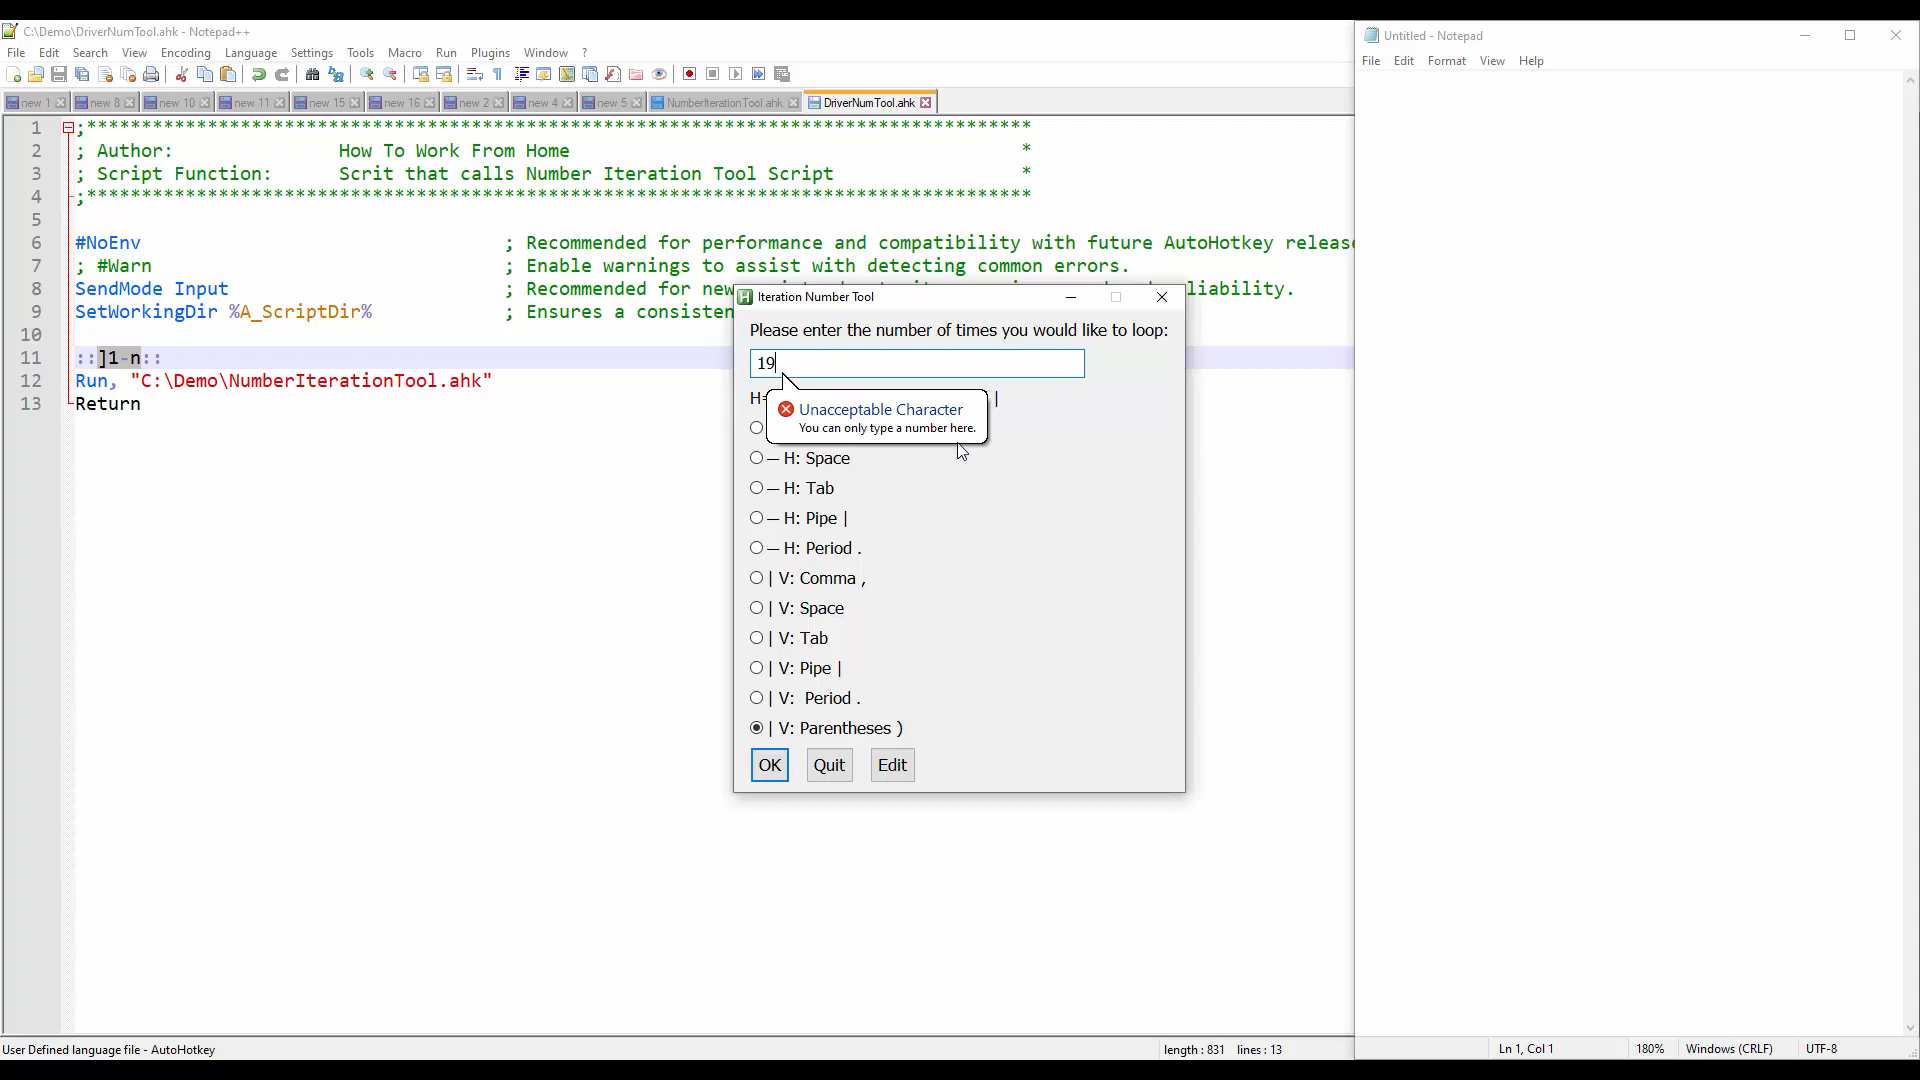 C:\Demo\DriverNumTool.ahk - Notepad++
File Edit Search View Encoding Language Settings Tools Macro Run Plugins Window ?
new 1 new 8 new 10 new 11 new 15 new 16 new 2 new 4 new 5 NumberIterationTool.ahk DriverNumTool.ahk
1 ;**************************************************************************************
2 ; Author: How To Work From Home *
3 ; Script Function: Scrit that calls Number Iteration Tool Script *
4 ;**************************************************************************************
5
6 #NoEnv ; Recommended for performance and compatibility with future AutoHotkey release
7 ; #Warn ; Enable warnings to assist with detecting common errors.
8 SendMode Input ; Recommended for new liability.
9 SetWorkingDir %A_ScriptDir% ; Ensures a consisten
10
11 ::]1-n::
12 Run, "C:\Demo\NumberIterationTool.ahk"
13 Return
User Defined language file - AutoHotkey length : 831 lines : 13
Iteration Number Tool
Please enter the number of times you would like to loop:
19
H= |
Unacceptable Character
You can only type a number here.
— H: Space
— H: Tab
— H: Pipe |
— H: Period .
| V: Comma ,
| V: Space
| V: Tab
| V: Pipe |
| V: Period .
| V: Parentheses )
OK Quit Edit
Untitled - Notepad
File Edit Format View Help
Ln 1, Col 1 180% Windows (CRLF) UTF-8